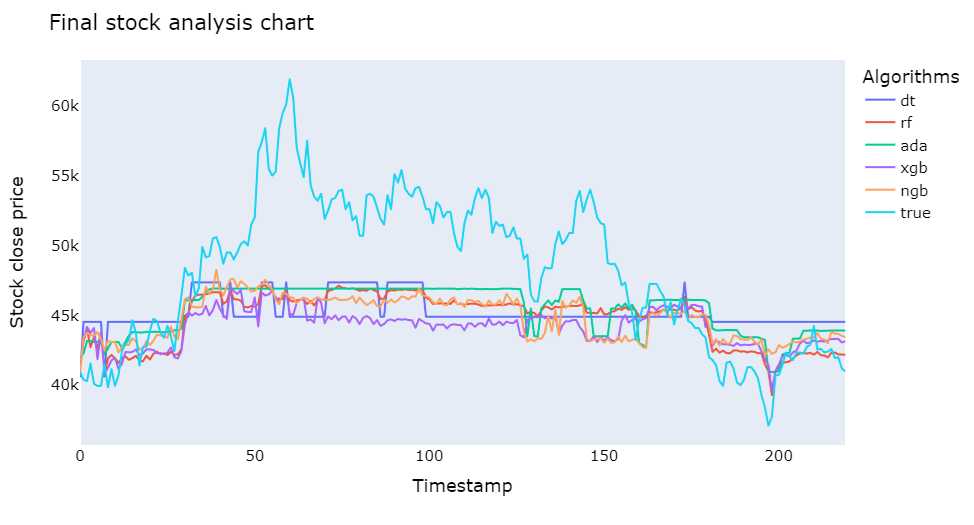 Final stock analysis chart
Stock close price
60k
55k
50k
45k
40k
0
50
100
150
200
Timestamp
Algorithms
dt
rf
ada
xgb
ngb
true